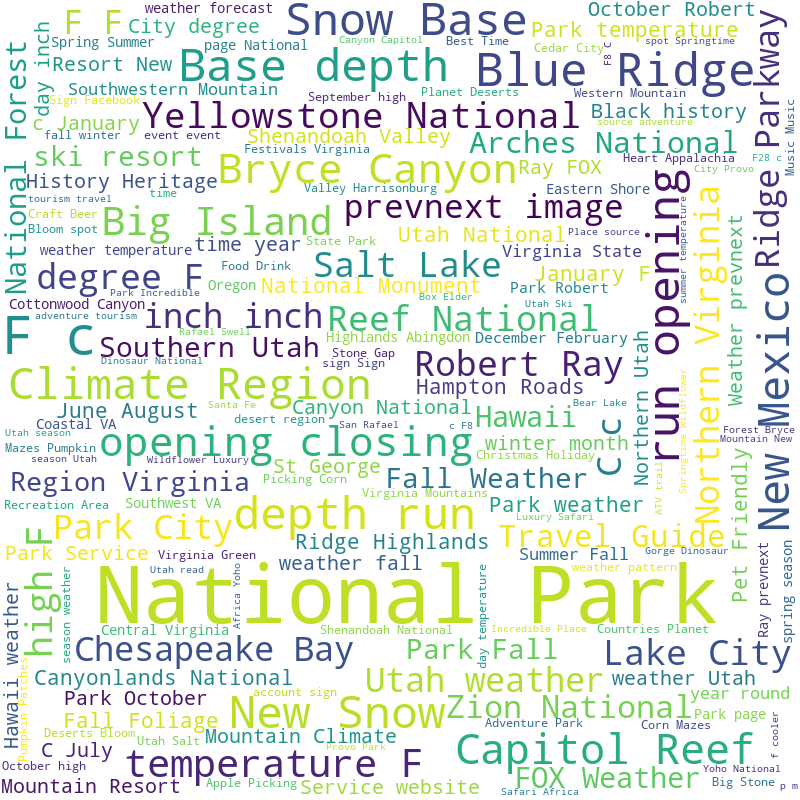 F F
City degree
weather forecast
Snow Base
October Robert
Spring Summer
page National
Canyon Capitol
Best Time
Park temperature
Cedar City
F8 C
spot Springtime
National Forest
day inch
Resort New
Base depth
Blue Ridge
Ridge Parkway
Southwestern Mountain
Planet Deserts
Western Mountain
Sign Facebook
September high
Yellowstone National
Black history
Music Music
c January
fall winter
event event
Shenandoah Valley
source adventure
Arches National
Festivals Virginia
ski resort
Bryce Canyon
Ray FOX
Heart Appalachia
F28 c
City Provo
History Heritage
Valley Harrisonburg
Eastern Shore
tourism travel
time
Craft Beer
Big Island
prevnext image
run opening
Northern Virginia
summer temperature
Bloom spot
State Park
Utah National
Place source
weather temperature
time year
Virginia State
Weather prevnext
degree F
Food Drink
Salt Lake
January F
Park Incredible
Oregon
National Monument
Park Robert
New Mexico
Cottonwood Canyon
Box Elder
Utah Ski
adventure tourism
F c
inch inch
Reef National
Rafael Swell
Highlands Abingdon
December February
Southern Utah
Stone Gap
Robert Ray
Northern Utah
Dinosaur National
sign Sign
Climate Region
Hampton Roads
Bear Lake
Springtime Wildflower
June August
Santa Fe
Canyon National
Hawaii
C c
Coastal VA
desert region
San Rafael
c F8
Forest Bryce
Utah season
opening closing
winter month
Mountain New
Mazes Pumpkin
season Utah
Wildflower Luxury
Christmas Holiday
ATV trail
St George
Region Virginia
Picking Corn
Fall Weather
Pet Friendly
Recreation Area
Southwest VA
Virginia Mountains
Park weather
Luxury Safari
high F
Park City
depth run
Travel Guide
Park Service
Virginia Green
Ridge Highlands
Summer Fall
Gorge Dinosaur
spring season
Ray prevnext
weather fall
Utah read
Africa Yoho
National Park
weather pattern
season weather
day temperature
Hawaii weather
Central Virginia
Shenandoah National
Incredible Place
Countries Planet
Chesapeake Bay
Park Fall
Lake City
Canyonlands National
Utah weather
weather Utah
Pumpkin Patches
Park October
account sign
New Snow
Zion National
year round
Fall Foliage
Park page
Deserts Bloom
Mountain Climate
Adventure Park
Corn Mazes
f cooler
C July
Utah Salt
Provo Park
Capitol Reef
October high
temperature F
FOX Weather
Yoho National
Mountain Resort
Apple Picking
Service website
Safari Africa
Big Stone
p m